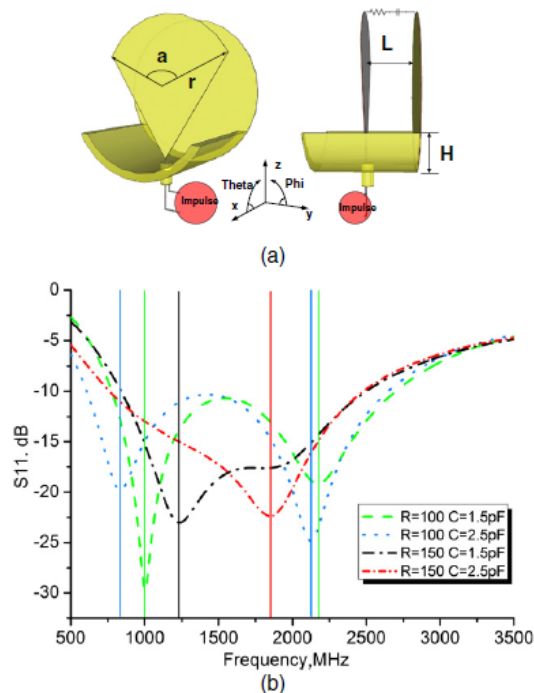 a
r
L
H
Impulse
Theta
x
z
Phi
y
Impulse
(a)
S11. dB
0
-5
-10
-15
-20
-25
-30
R=100 C=1.5pF
R=100 C=2.5pF
R=150 C=1.5pF
R=150 C=2.5pF
500 1000 1500 2000 2500 3000 3500
Frequency,MHz
(b)